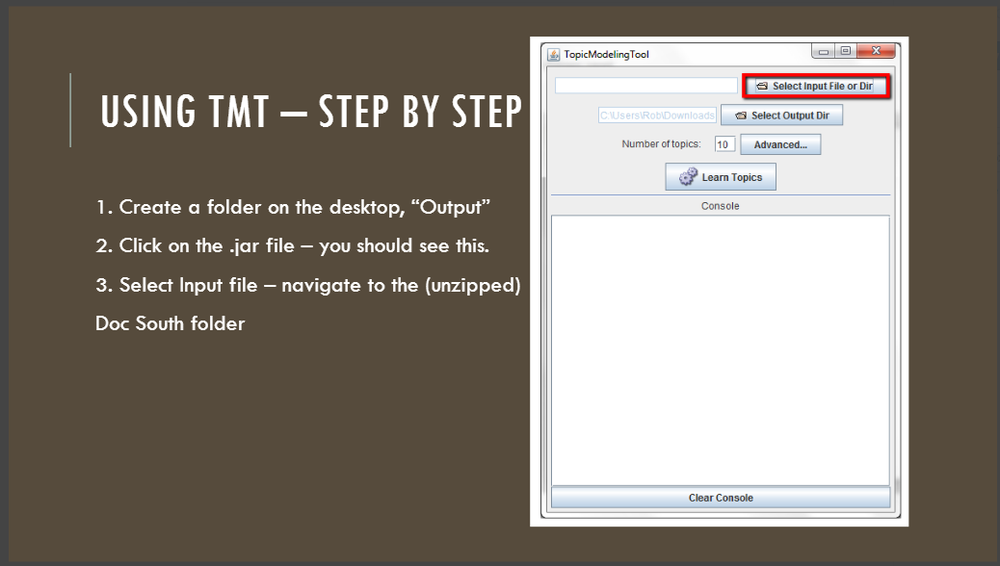 USING TMT – STEP BY STEP
1. Create a folder on the desktop, “Output”
2. Click on the .jar file – you should see this.
3. Select Input file – navigate to the (unzipped)
Doc South folder
TopicModelingTool
Select Input File or Dir
C:\Users\Rob\Downloads
Select Output Dir
Number of topics: 10 Advanced...
Learn Topics
Console
Clear Console